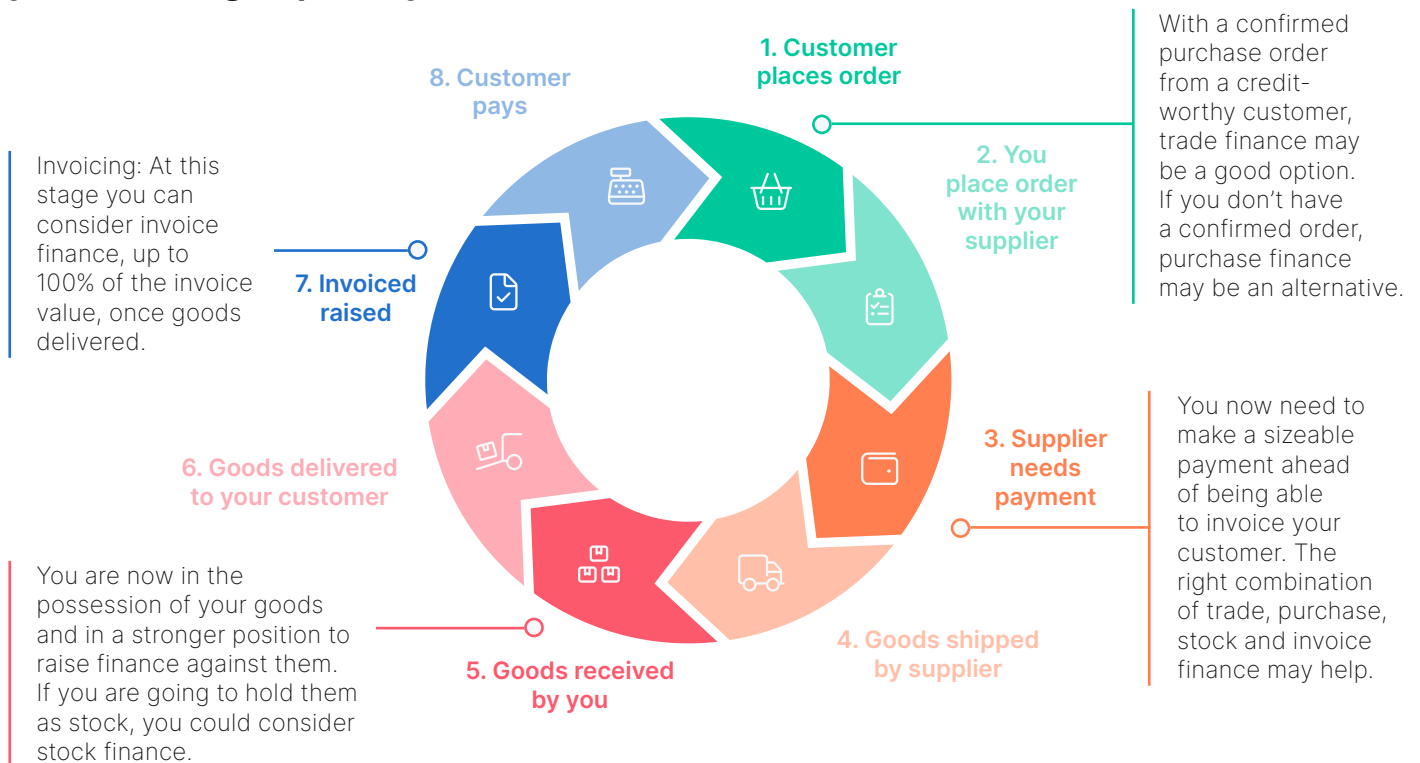 1. Customer
places order
With a confirmed
purchase order
from a credit-
worthy customer,
trade finance may
be a good option.
If you don’t have
a confirmed order,
purchase finance
may be an alternative.
2. You
place order
with your
supplier
3. Supplier
needs
payment
You now need to
make a sizeable
payment ahead
of being able
to invoice your
customer. The
right combination
of trade, purchase,
stock and invoice
finance may help.
4. Goods shipped
by supplier
5. Goods received
by you
You are now in the
possession of your goods
and in a stronger position to
raise finance against them.
If you are going to hold them
as stock, you could consider
stock finance.
6. Goods delivered
to your customer
7. Invoiced
raised
Invoicing: At this
stage you can
consider invoice
finance, up to
100% of the invoice
value, once goods
delivered.
8. Customer
pays